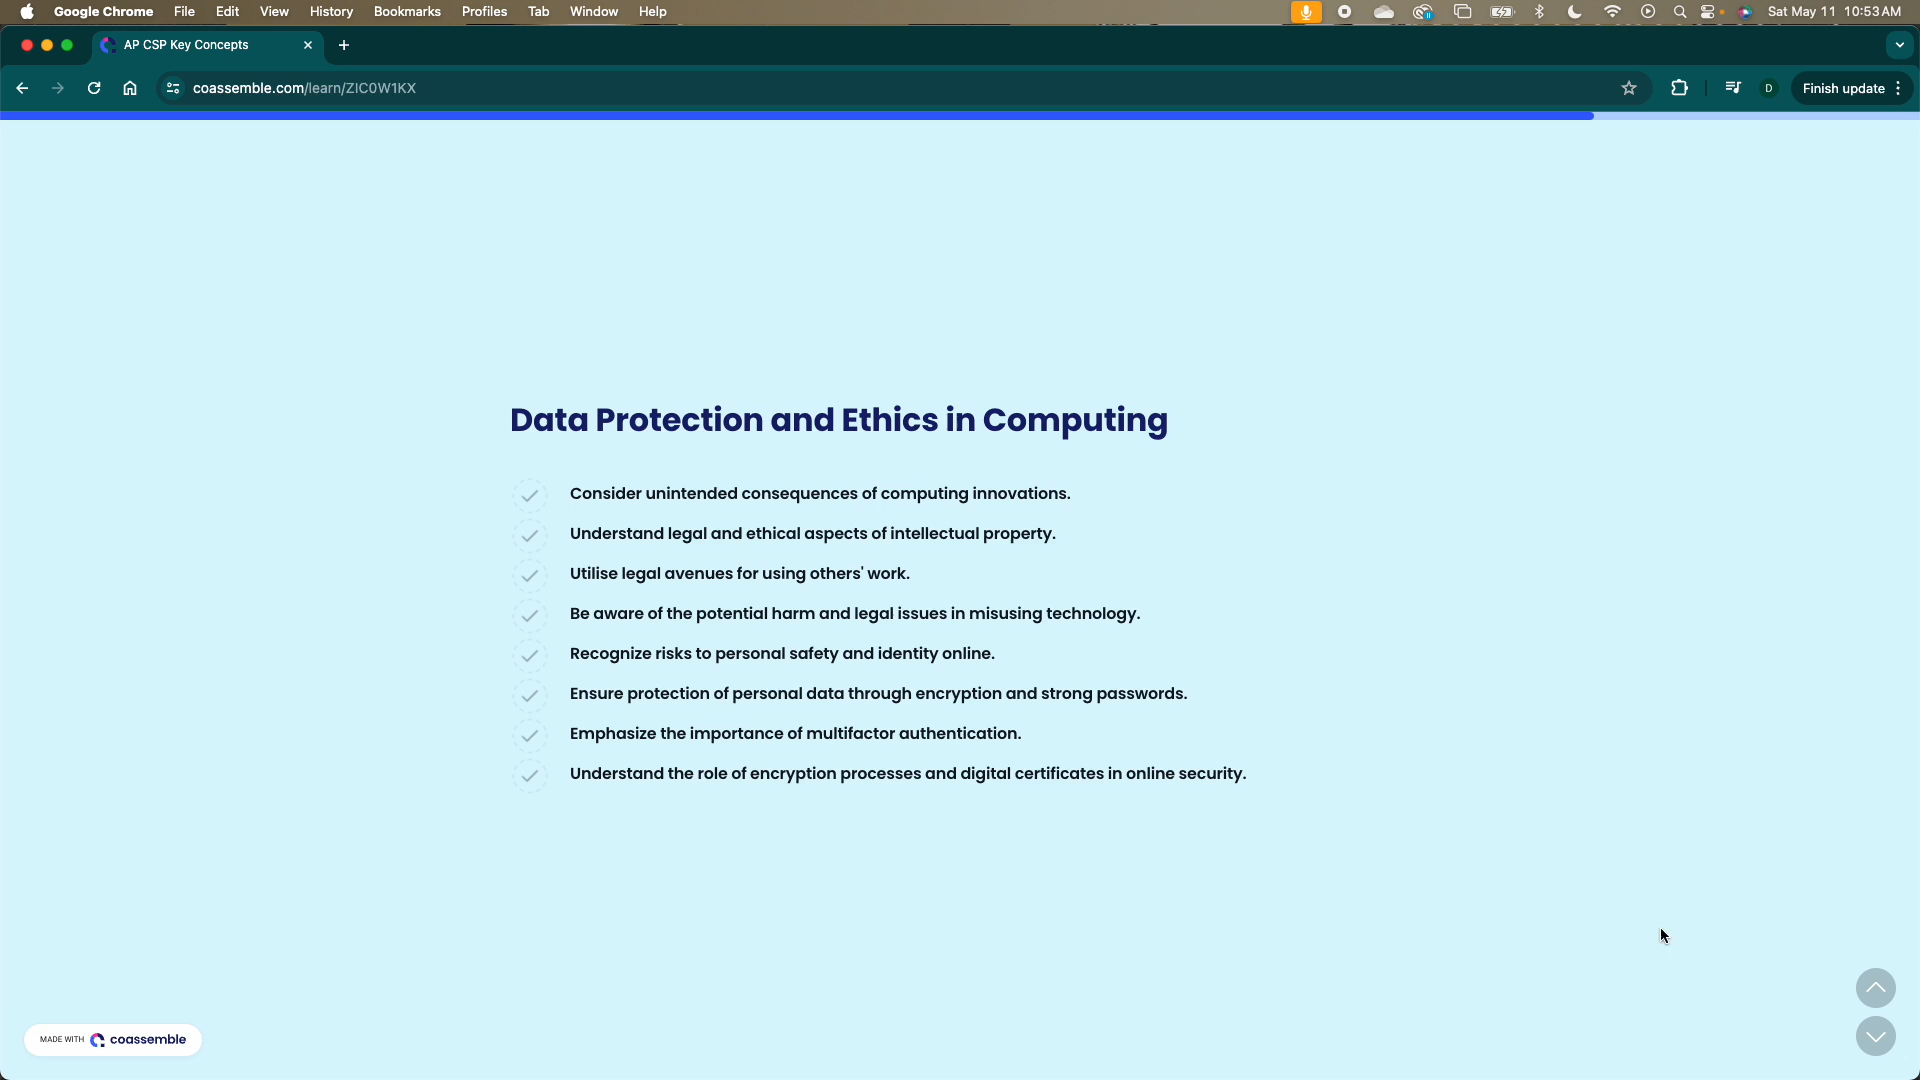 Google Chrome File Edit View History Bookmarks Profiles Tab Window Help Sat May 11 10:53 AM
AP CSP Key Concepts
coassemble.com/learn/ZIC0W1KX D Finish update
Data Protection and Ethics in Computing
Consider unintended consequences of computing innovations.
Understand legal and ethical aspects of intellectual property.
Utilise legal avenues for using others' work.
Be aware of the potential harm and legal issues in misusing technology.
Recognize risks to personal safety and identity online.
Ensure protection of personal data through encryption and strong passwords.
Emphasize the importance of multifactor authentication.
Understand the role of encryption processes and digital certificates in online security.
MADE WITH coassemble